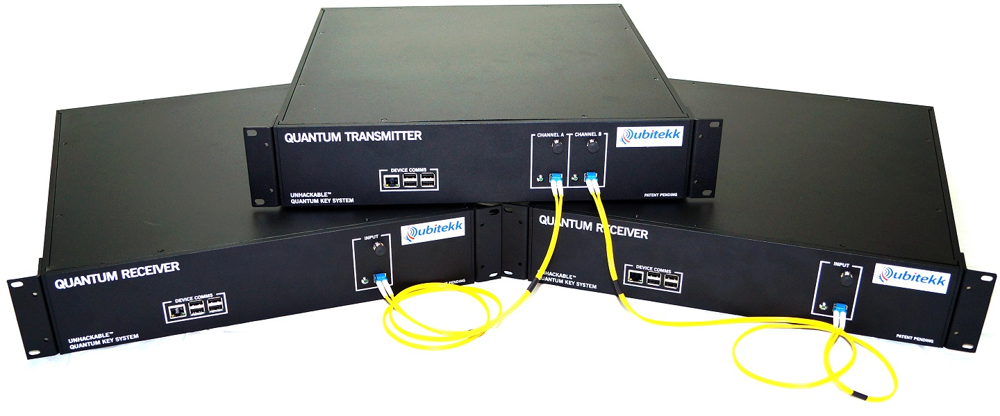 QUANTUM TRANSMITTER
CHANNEL A
CHANNEL B
Qubitekk
DEVICE COMMS
UNHACKABLE™
QUANTUM KEY SYSTEM
PATENT PENDING
QUANTUM RECEIVER
INPUT
Qubitekk
DEVICE COMMS
PENDING
UNHACKABLE™
QUANTUM KEY SYSTEM
QUANTUM RECEIVER
INPUT
Qubitekk
DEVICE COMMS
UNHACKABLE™
QUANTUM KEY SYSTEM
PATENT PENDING